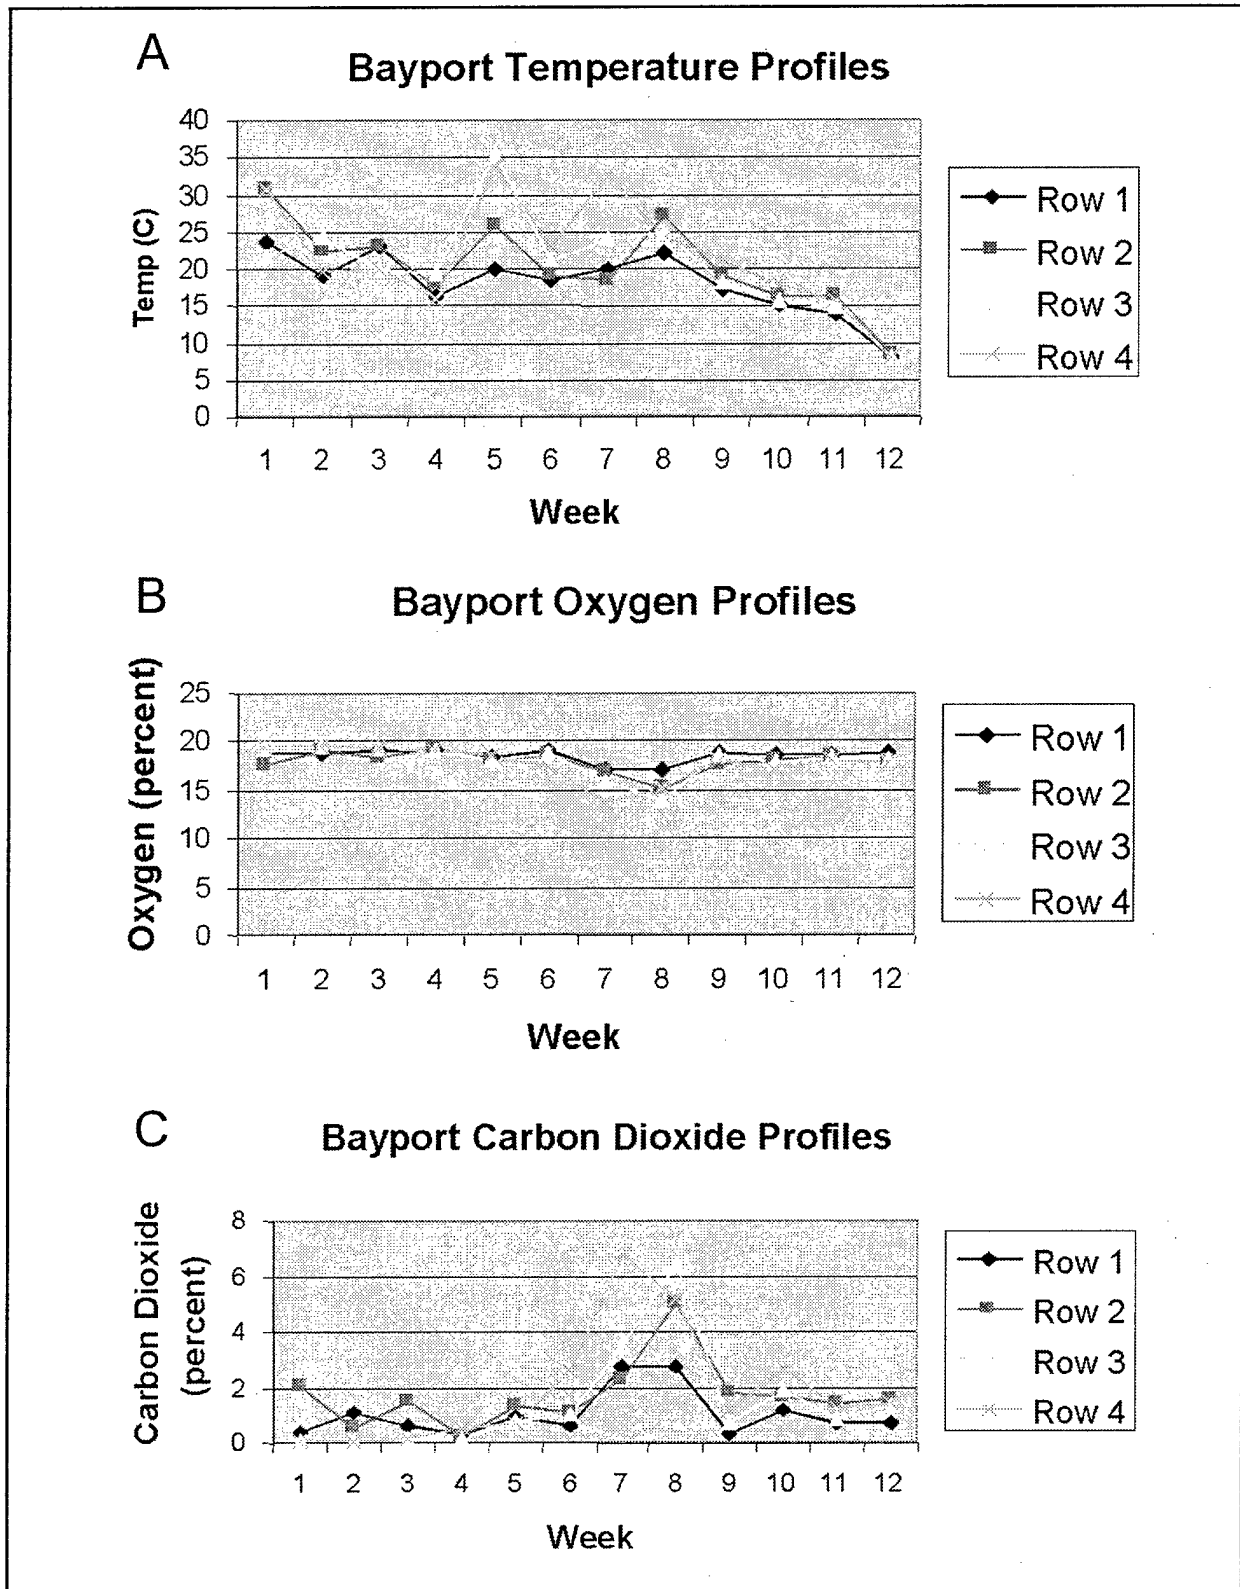 A
Bayport Temperature Profiles
Temp (C)
40
35
30
25
20
15
10
5
0
1 2 3 4 5 6 7 8 9 10 11 12
Week
Row 1
Row 2
Row 3
Row 4
B
Bayport Oxygen Profiles
Oxygen (percent)
25
20
15
10
5
0
1 2 3 4 5 6 7 8 9 10 11 12
Week
Row 1
Row 2
Row 3
Row 4
C
Bayport Carbon Dioxide Profiles
Carbon Dioxide
(percent)
8
6
4
2
0
1 2 3 4 5 6 7 8 9 10 11 12
Week
Row 1
Row 2
Row 3
Row 4